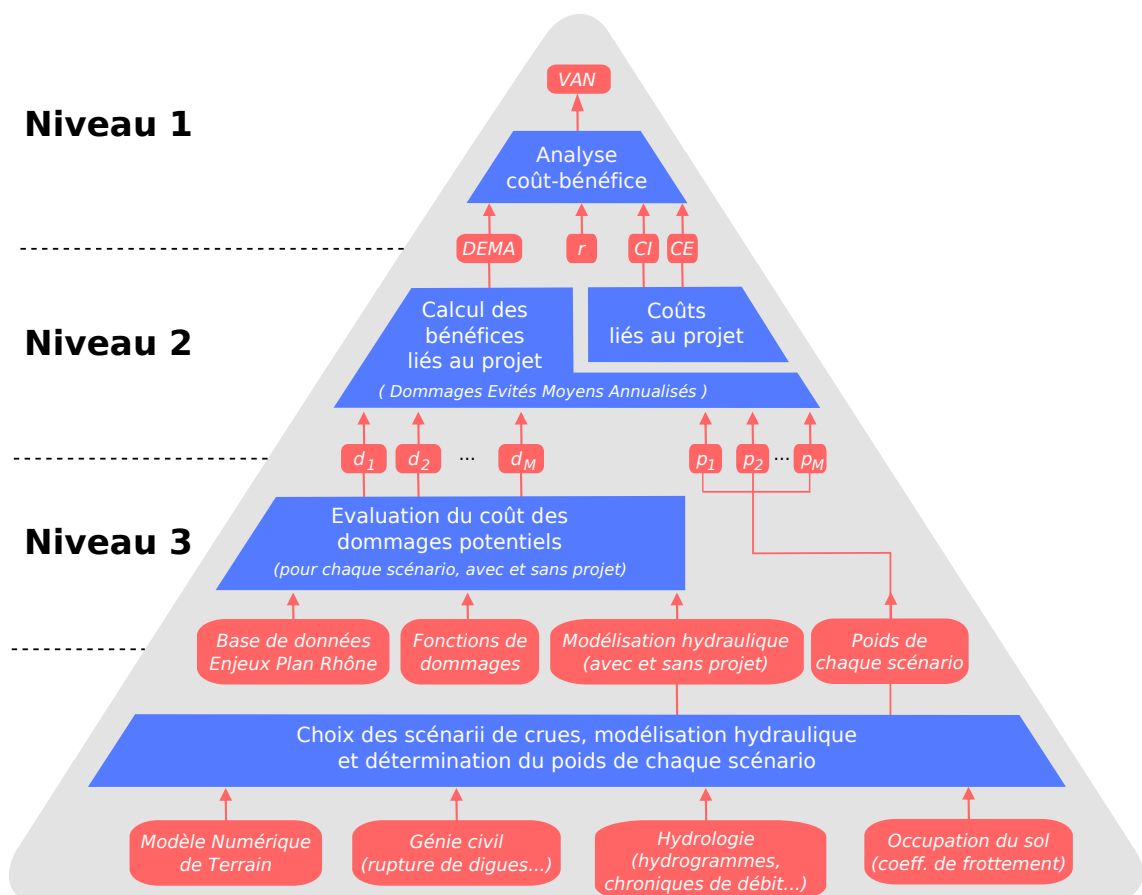 VAN
Niveau 1
Analyse
coût-bénéfice
DEMA r CI CE
Niveau 2
Calcul des
bénéfices
liés au projet
Coûts
liés au projet
( Dommages Evités Moyens Annualisés )
d1 d2 ... dM p1 p2 ... pM
Niveau 3
Evaluation du coût des
dommages potentiels
(pour chaque scénario, avec et sans projet)
Base de données
Enjeux Plan Rhône
Fonctions de
dommages
Modélisation hydraulique
(avec et sans projet)
Poids de
chaque scénario
Choix des scénarii de crues, modélisation hydraulique
et détermination du poids de chaque scénario
Modèle Numérique
de Terrain
Génie civil
(rupture de digues...)
Hydrologie
(hydrogrammes,
chroniques de débit...)
Occupation du sol
(coeff. de frottement)